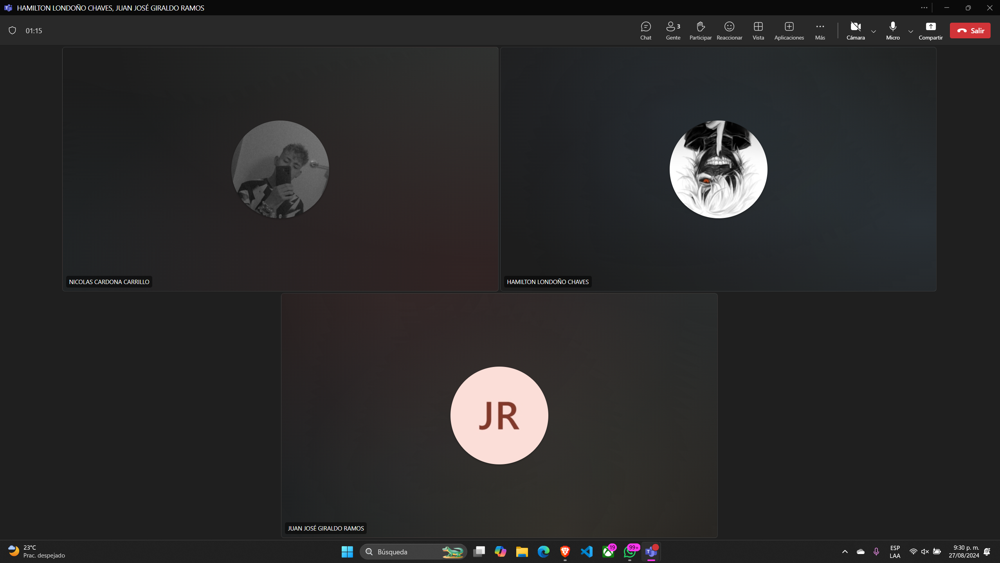 HAMILTON LONDOÑO CHAVES, JUAN JOSÉ GIRALDO RAMOS
01:15
Chat
Gente 3
Participar
Reaccionar
Vista
Aplicaciones
Más
Cámara
Micro
Compartir
Salir
NICOLAS CARDONA CARRILLO
HAMILTON LONDOÑO CHAVES
JR
JUAN JOSÉ GIRALDO RAMOS
23°C
Prac. despejado
Búsqueda
19
99+
ESP
LAA
9:30 p. m.
27/08/2024